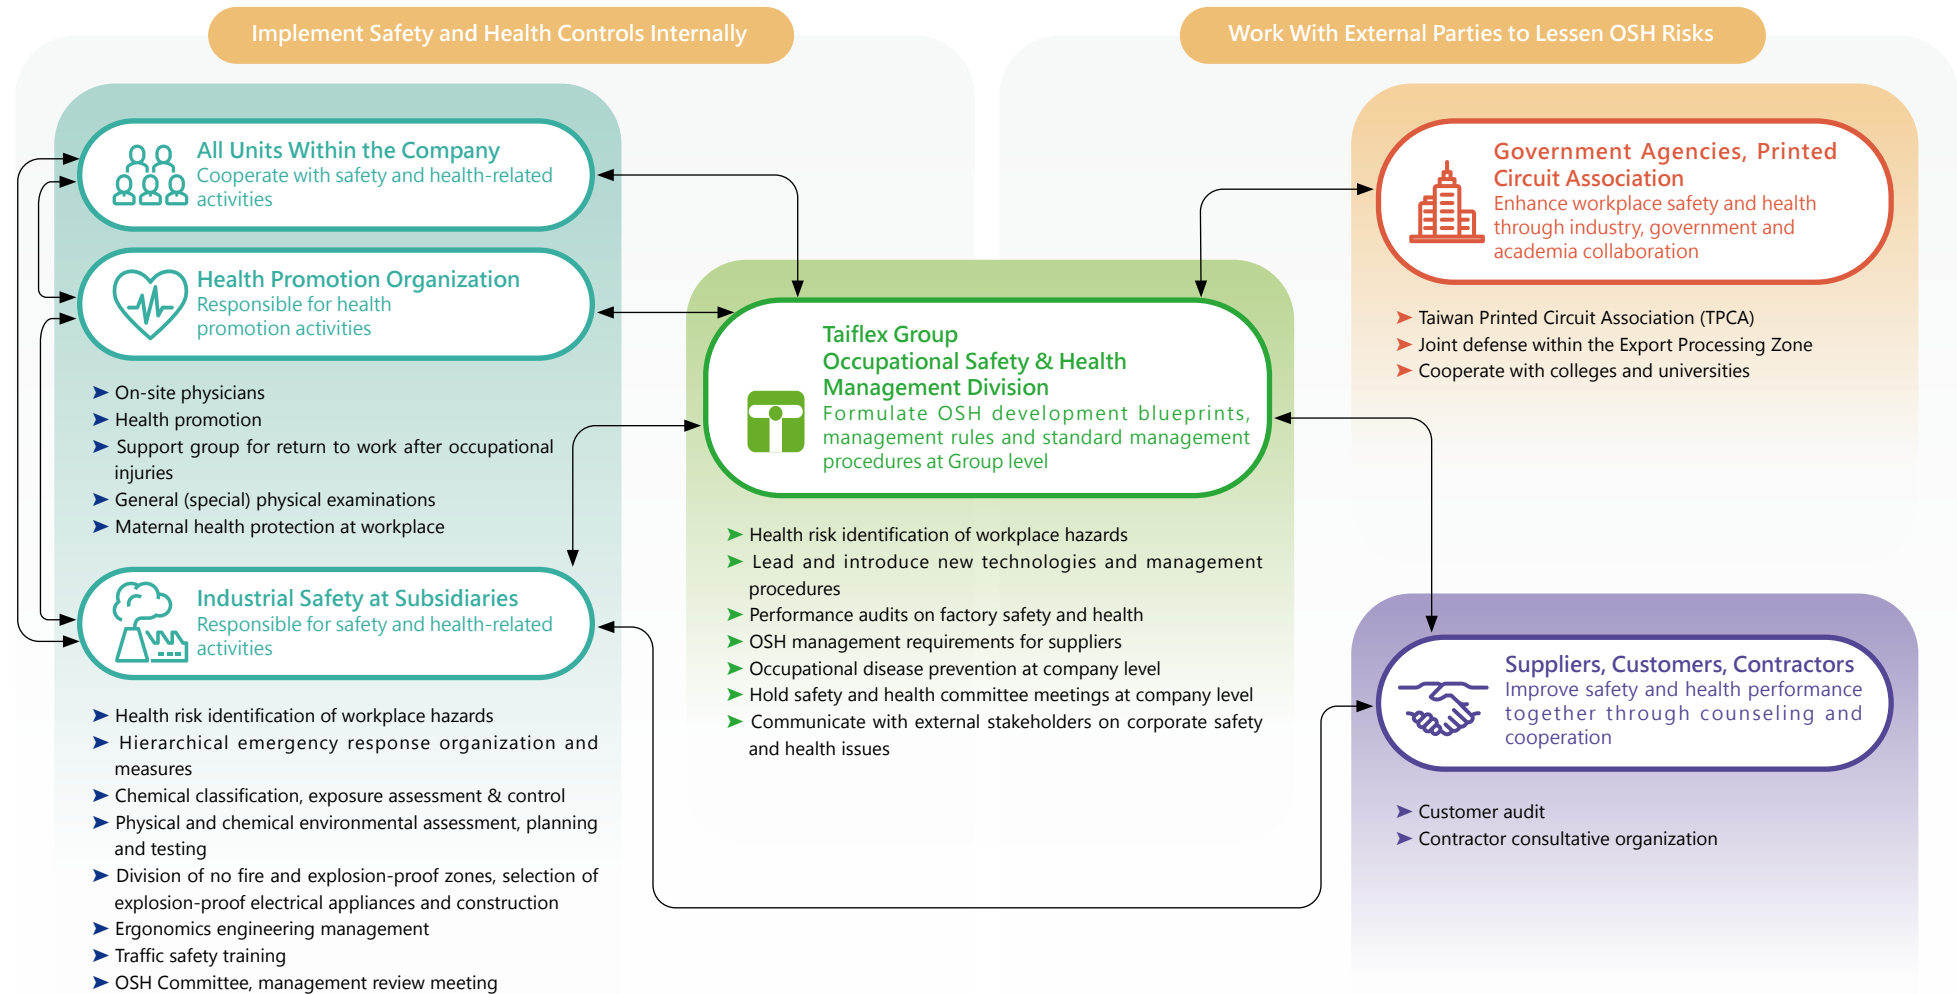 Implement Safety and Health Controls Internally
Work With External Parties to Lessen OSH Risks
All Units Within the Company
Cooperate with safety and health-related
activities
Health Promotion Organization
Responsible for health
promotion activities
➤ On-site physicians
➤ Health promotion
➤ Support group for return to work after occupational
injuries
➤ General (special) physical examinations
➤ Maternal health protection at workplace
Industrial Safety at Subsidiaries
Responsible for safety and health-related
activities
➤ Health risk identification of workplace hazards
➤ Hierarchical emergency response organization and
measures
➤ Chemical classification, exposure assessment & control
➤ Physical and chemical environmental assessment, planning
and testing
➤ Division of no fire and explosion-proof zones, selection of
explosion-proof electrical appliances and construction
➤ Ergonomics engineering management
➤ Traffic safety training
➤ OSH Committee, management review meeting
Taiflex Group
Occupational Safety & Health
Management Division
Formulate OSH development blueprints,
management rules and standard management
procedures at Group level
➤ Health risk identification of workplace hazards
➤ Lead and introduce new technologies and management
procedures
➤ Performance audits on factory safety and health
➤ OSH management requirements for suppliers
➤ Occupational disease prevention at company level
➤ Hold safety and health committee meetings at company level
➤ Communicate with external stakeholders on corporate safety
and health issues
Government Agencies, Printed
Circuit Association
Enhance workplace safety and health
through industry, government and
academia collaboration
➤ Taiwan Printed Circuit Association (TPCA)
➤ Joint defense within the Export Processing Zone
➤ Cooperate with colleges and universities
Suppliers, Customers, Contractors
Improve safety and health performance
together through counseling and
cooperation
➤ Customer audit
➤ Contractor consultative organization